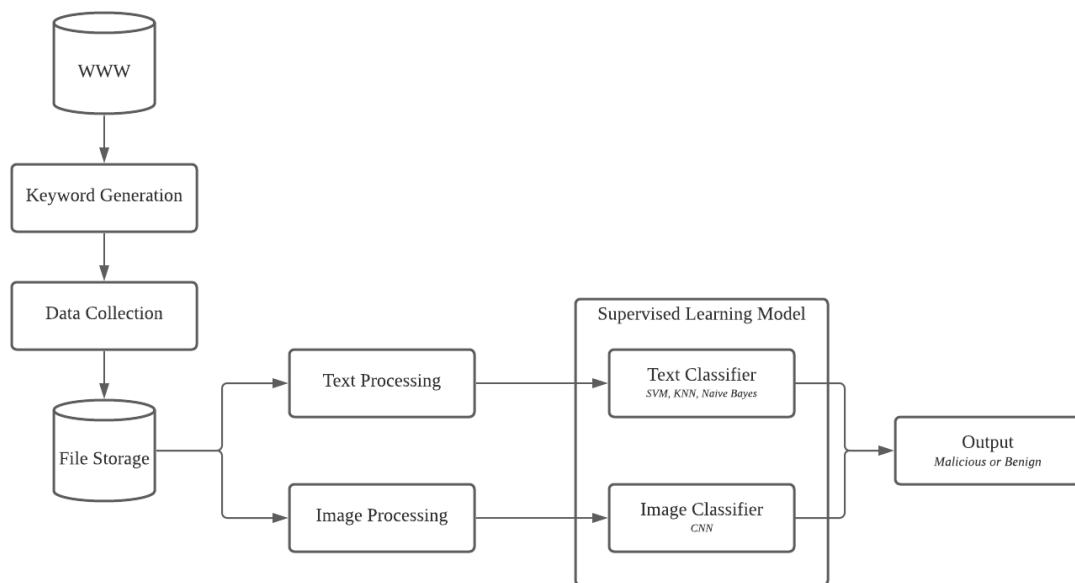 WWW
Keyword Generation
Data Collection
File Storage
Text Processing
Image Processing
Supervised Learning Model
Text Classifier
SVM, KNN, Naive Bayes
Image Classifier
CNN
Output
Malicious or Benign